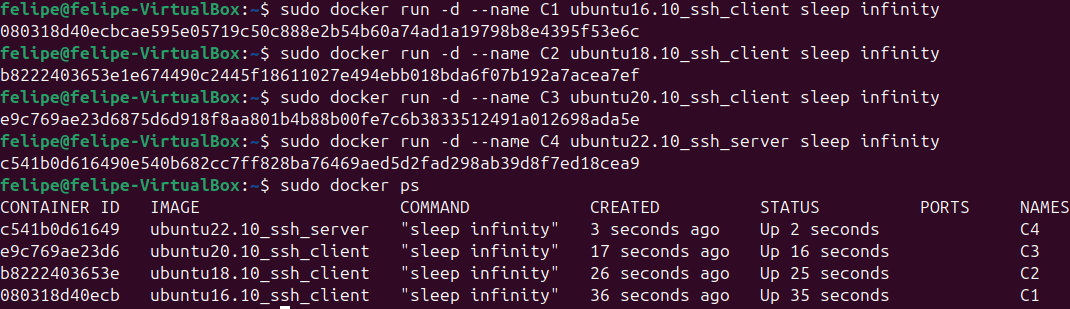 felipe@felipe-VirtualBox:~$ sudo docker run -d --name C1 ubuntu16.10_ssh_client sleep infinity
080318d40ecbcae595e05719c50c888e2b54b60a74ad1a19798b8e4395f53e6c
felipe@felipe-VirtualBox:~$ sudo docker run -d --name C2 ubuntu18.10_ssh_client sleep infinity
b8222403653e1e674490c2445f18611027e494ebb018bda6f07b192a7acea7ef
felipe@felipe-VirtualBox:~$ sudo docker run -d --name C3 ubuntu20.10_ssh_client sleep infinity
e9c769ae23d6875d6d918f8aa801b4b88b00fe7c6b3833512491a012698ada5e
felipe@felipe-VirtualBox:~$ sudo docker run -d --name C4 ubuntu22.10_ssh_server sleep infinity
c541b0d616490e540b682cc7ff828ba76469aed5d2fad298ab39d8f7ed18cea9
felipe@felipe-VirtualBox:~$ sudo docker ps
CONTAINER ID   IMAGE                    COMMAND            CREATED          STATUS          PORTS     NAMES
c541b0d61649   ubuntu22.10_ssh_server   "sleep infinity"   3 seconds ago    Up 2 seconds              C4
e9c769ae23d6   ubuntu20.10_ssh_client   "sleep infinity"   17 seconds ago   Up 16 seconds             C3
b8222403653e   ubuntu18.10_ssh_client   "sleep infinity"   26 seconds ago   Up 25 seconds             C2
080318d40ecb   ubuntu16.10_ssh_client   "sleep infinity"   36 seconds ago   Up 35 seconds             C1